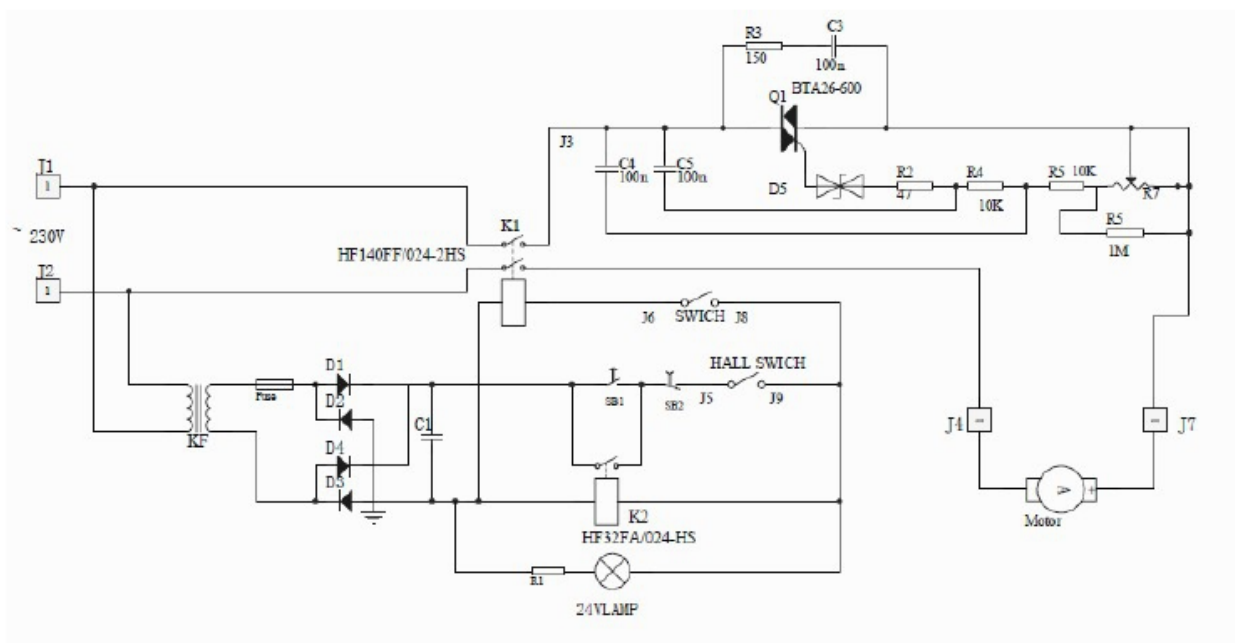 R3
150
C3
100n
BTA26-600
Q1
J3
C4
100n
C5
100n
D5
R2
47
R4
10K
R5 10K
R7
R5
1M
J1
1
~ 230V
J2
1
K1
HF140FF/024-2HS
J6 SWICH J8
HALL SWICH
D1
Fuse
D2
SB1
SB2
J5
J9
KF
C1
D4
D3
J4
J7
K2
HF32FA/024-HS
Motor
+
R1
24VLAMP